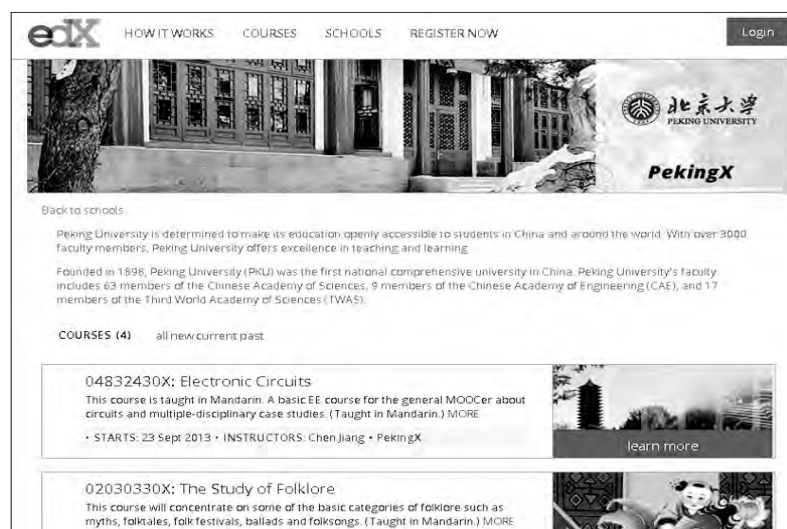 edX HOW IT WORKS COURSES SCHOOLS REGISTER NOW Login
北京大学
PEKING UNIVERSITY
PekingX
Back to schools
Peking University is determined to make its education openly accessible to students in China and around the world. With over 3000
faculty members, Peking University offers excellence in teaching and learning.
Founded in 1898, Peking University (PKU) was the first national comprehensive university in China. Peking University's faculty
includes 63 members of the Chinese Academy of Sciences, 9 members of the Chinese Academy of Engineering (CAE), and 17
members of the Third World Academy of Sciences (TWAS).
COURSES (4) all new current past
04832430X: Electronic Circuits
This course is taught in Mandarin. A basic EE course for the general MOOCer about
circuits and multiple-disciplinary case studies. (Taught in Mandarin.) MORE
• STARTS: 23 Sept 2013 • INSTRUCTORS: Chen Jiang • PekingX
learn more
02030330X: The Study of Folklore
This course will concentrate on some of the basic categories of folklore such as
myths, folktales, folk festivals, ballads and folksongs. (Taught in Mandarin.) MORE